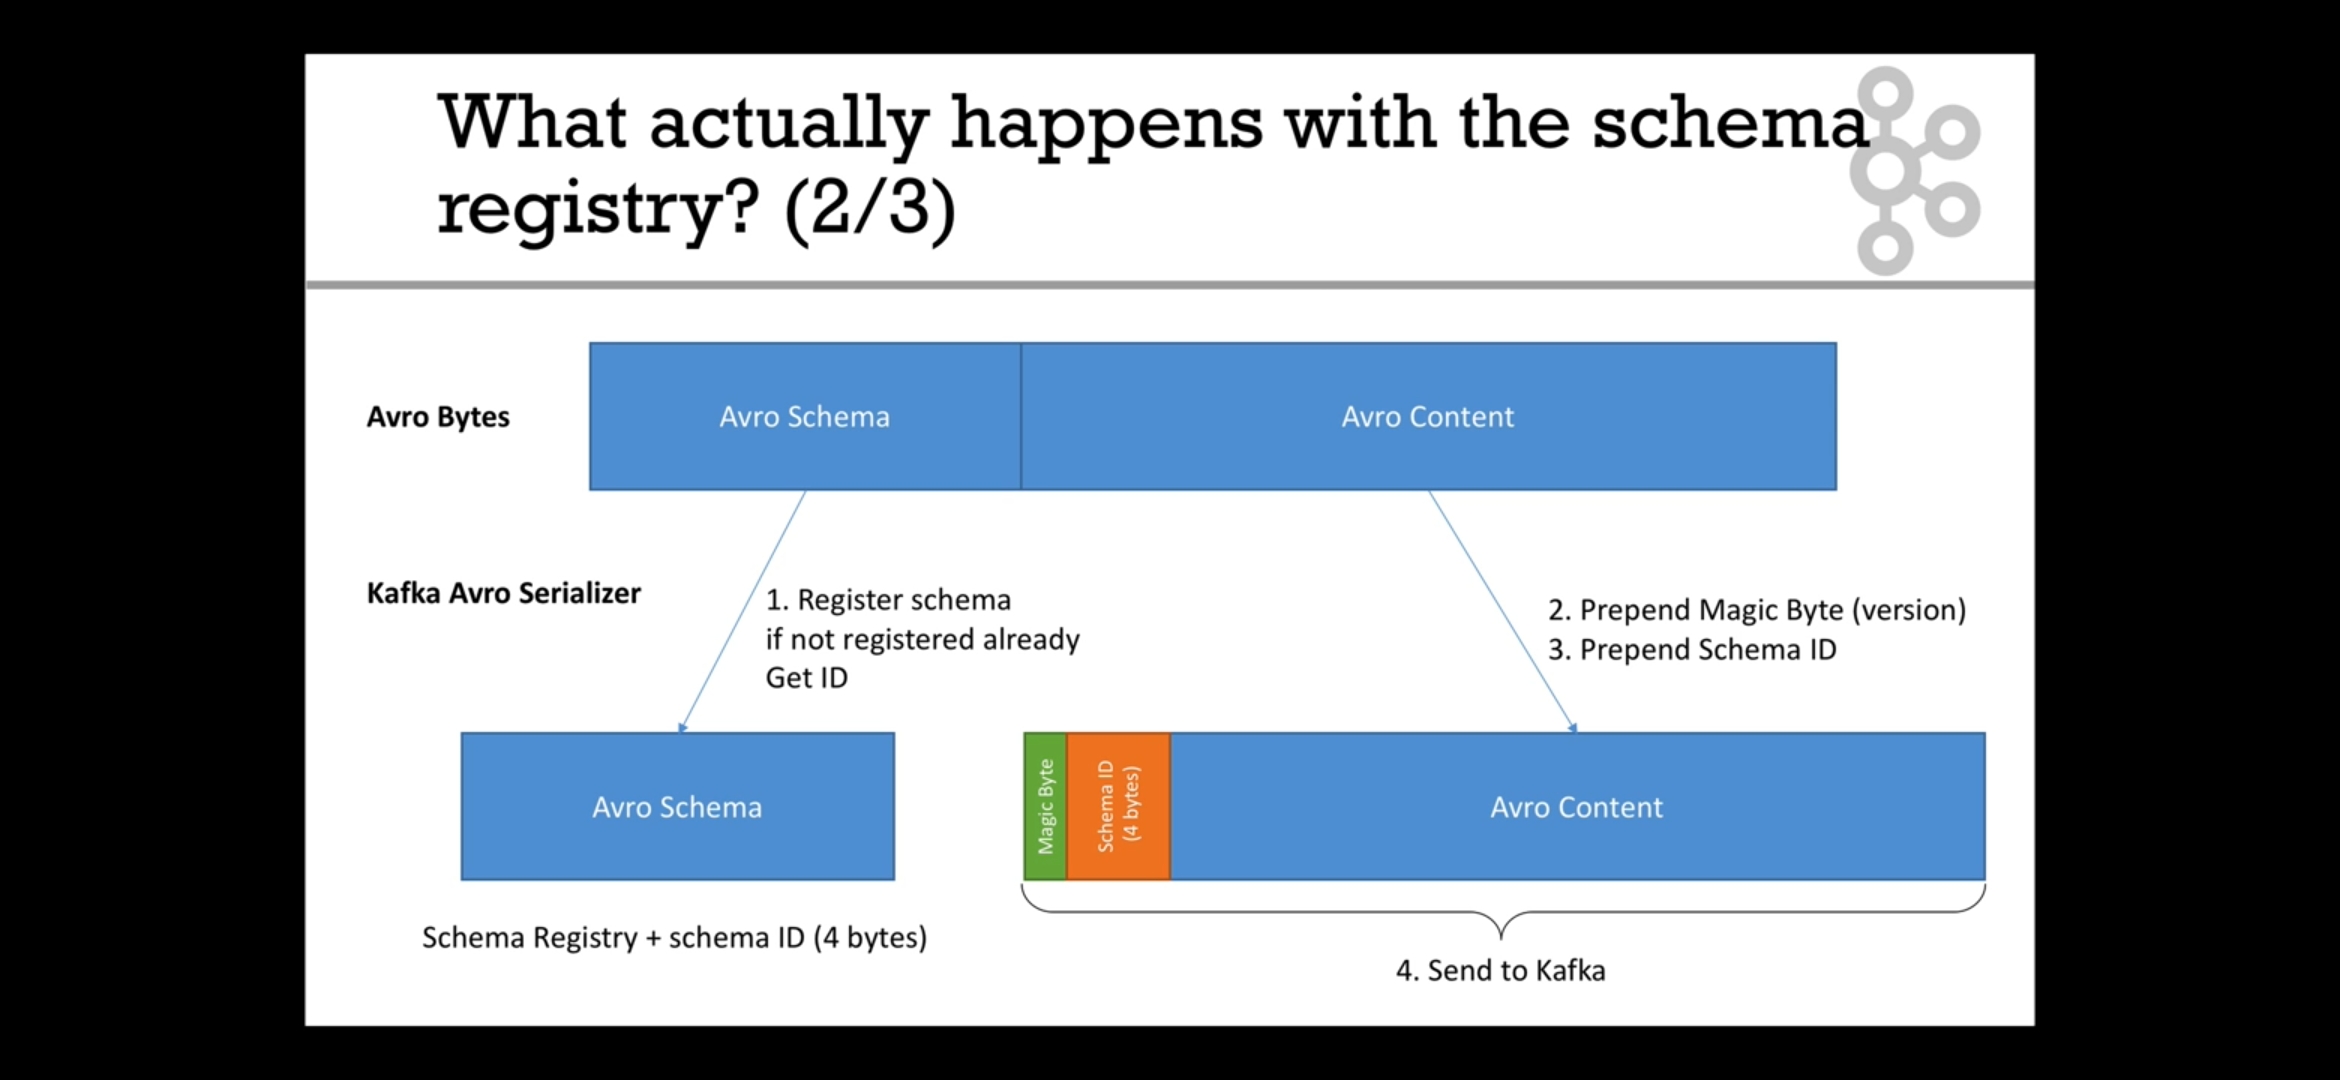 What actually happens with the schema
registry? (2/3)
Avro Bytes
Avro Schema
Avro Content
Kafka Avro Serializer
1. Register schema
if not registered already
Get ID
2. Prepend Magic Byte (version)
3. Prepend Schema ID
Avro Schema
Magic Byte
Schema ID
(4 bytes)
Avro Content
Schema Registry + schema ID (4 bytes)
4. Send to Kafka